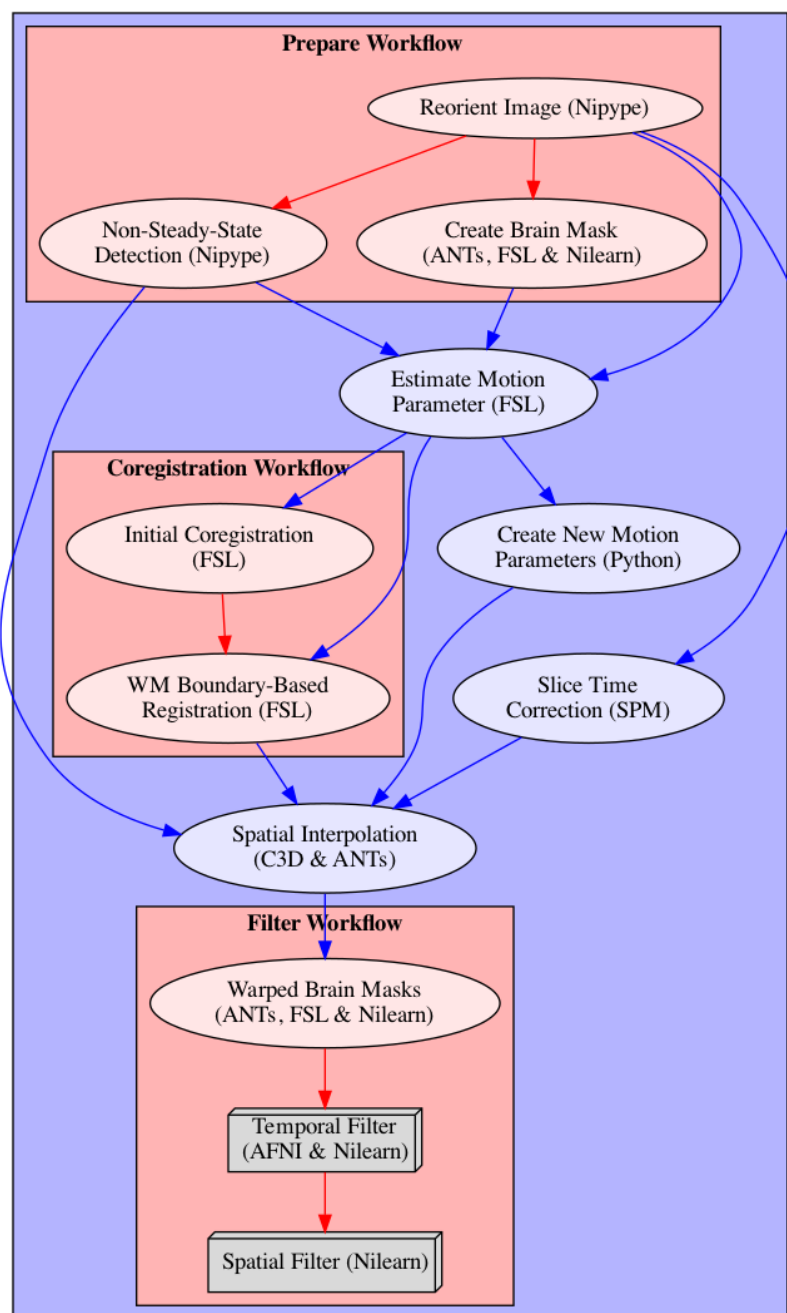 Prepare Workflow
Reorient Image (Nipype)
Non-Steady-State
Detection (Nipype)
Create Brain Mask
(ANTs, FSL & Nilearn)
Estimate Motion
Parameter (FSL)
Coregistration Workflow
Initial Coregistration
(FSL)
Create New Motion
Parameters (Python)
WM Boundary-Based
Registration (FSL)
Slice Time
Correction (SPM)
Spatial Interpolation
(C3D & ANTs)
Filter Workflow
Warped Brain Masks
(ANTs, FSL & Nilearn)
Temporal Filter
(AFNI & Nilearn)
Spatial Filter (Nilearn)